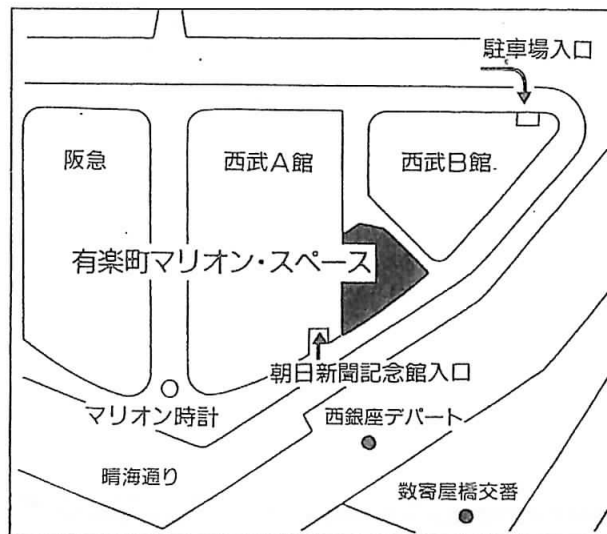 駐車場入口
阪急
西武A館
西武B館
有楽町マリオン・スペース
朝日新聞記念館入口
マリオン時計
西銀座デパート
晴海通り
数寄屋橋交番